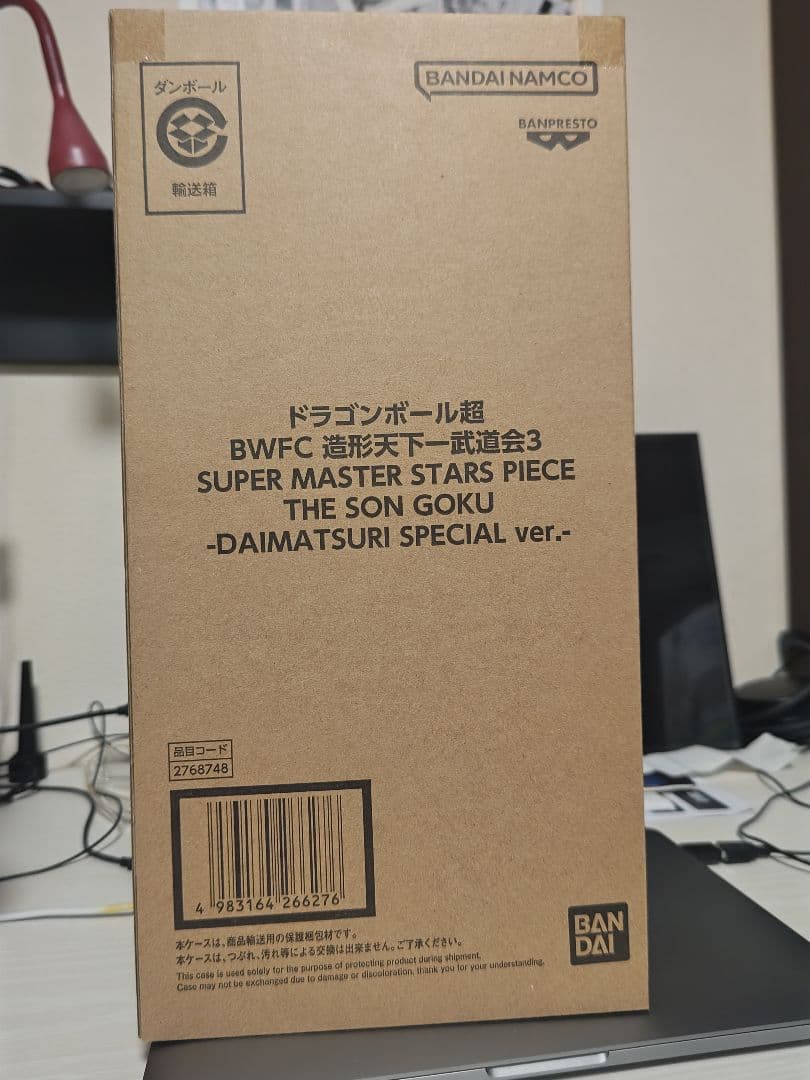 ダンボール
輸送箱
BANDAI NAMCO
BANPRESTO
ドラゴンボール超
BWFC 造形天下一武道会3
SUPER MASTER STARS PIECE
THE SON GOKU
-DAIMATSURI SPECIAL ver.-
品目コード
2768748
4 983164 266276
本ケースは、商品輸送用の保護梱包材です。
本ケースは、つぶれ、汚れ等による交換は出来ません。ご了承ください。
This case is used solely for the purpose of protecting product during shipment.
Case may not be exchanged due to damage or discoloration, thank you for your understanding.
BAN
DAI